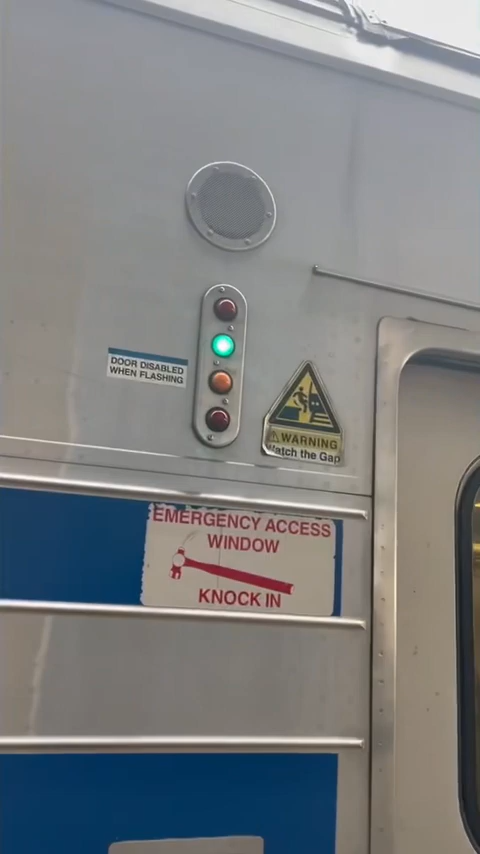 DOOR DISABLED
WHEN FLASHING
WARNING
Watch the Gap
EMERGENCY ACCESS
WINDOW
KNOCK IN